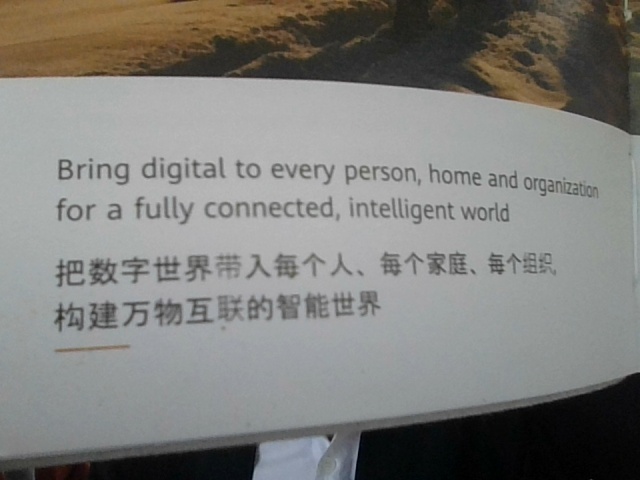 Bring digital to every person, home and organization
for a fully connected, intelligent world
把数字世界带入每个人、每个家庭、每个组织,
构建万物互联的智能世界